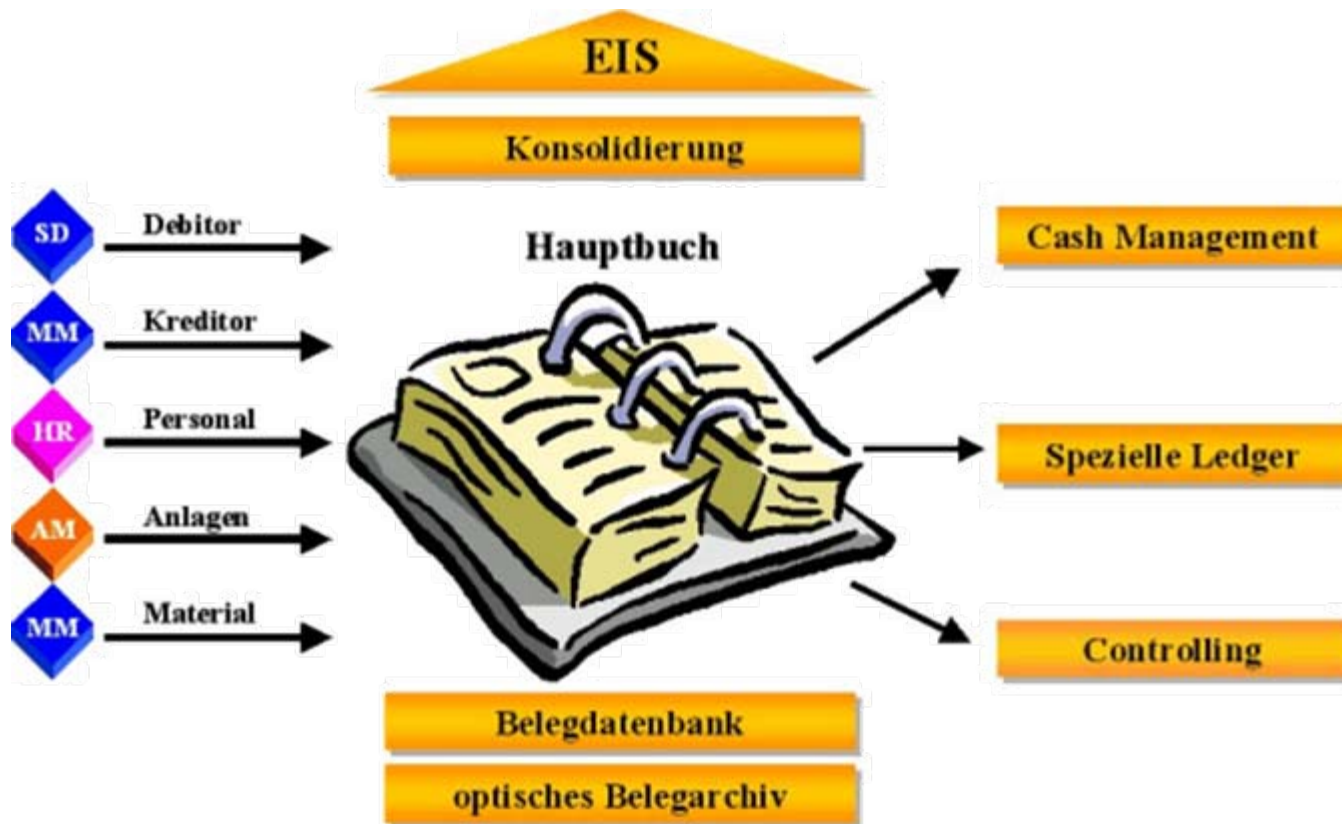 EIS
Konsolidierung
SD
Debitor
Hauptbuch
Cash Management
MM
Kreditor
HR
Personal
Spezielle Ledger
AM
Anlagen
MM
Material
Controlling
Belegdatenbank
optisches Belegarchiv